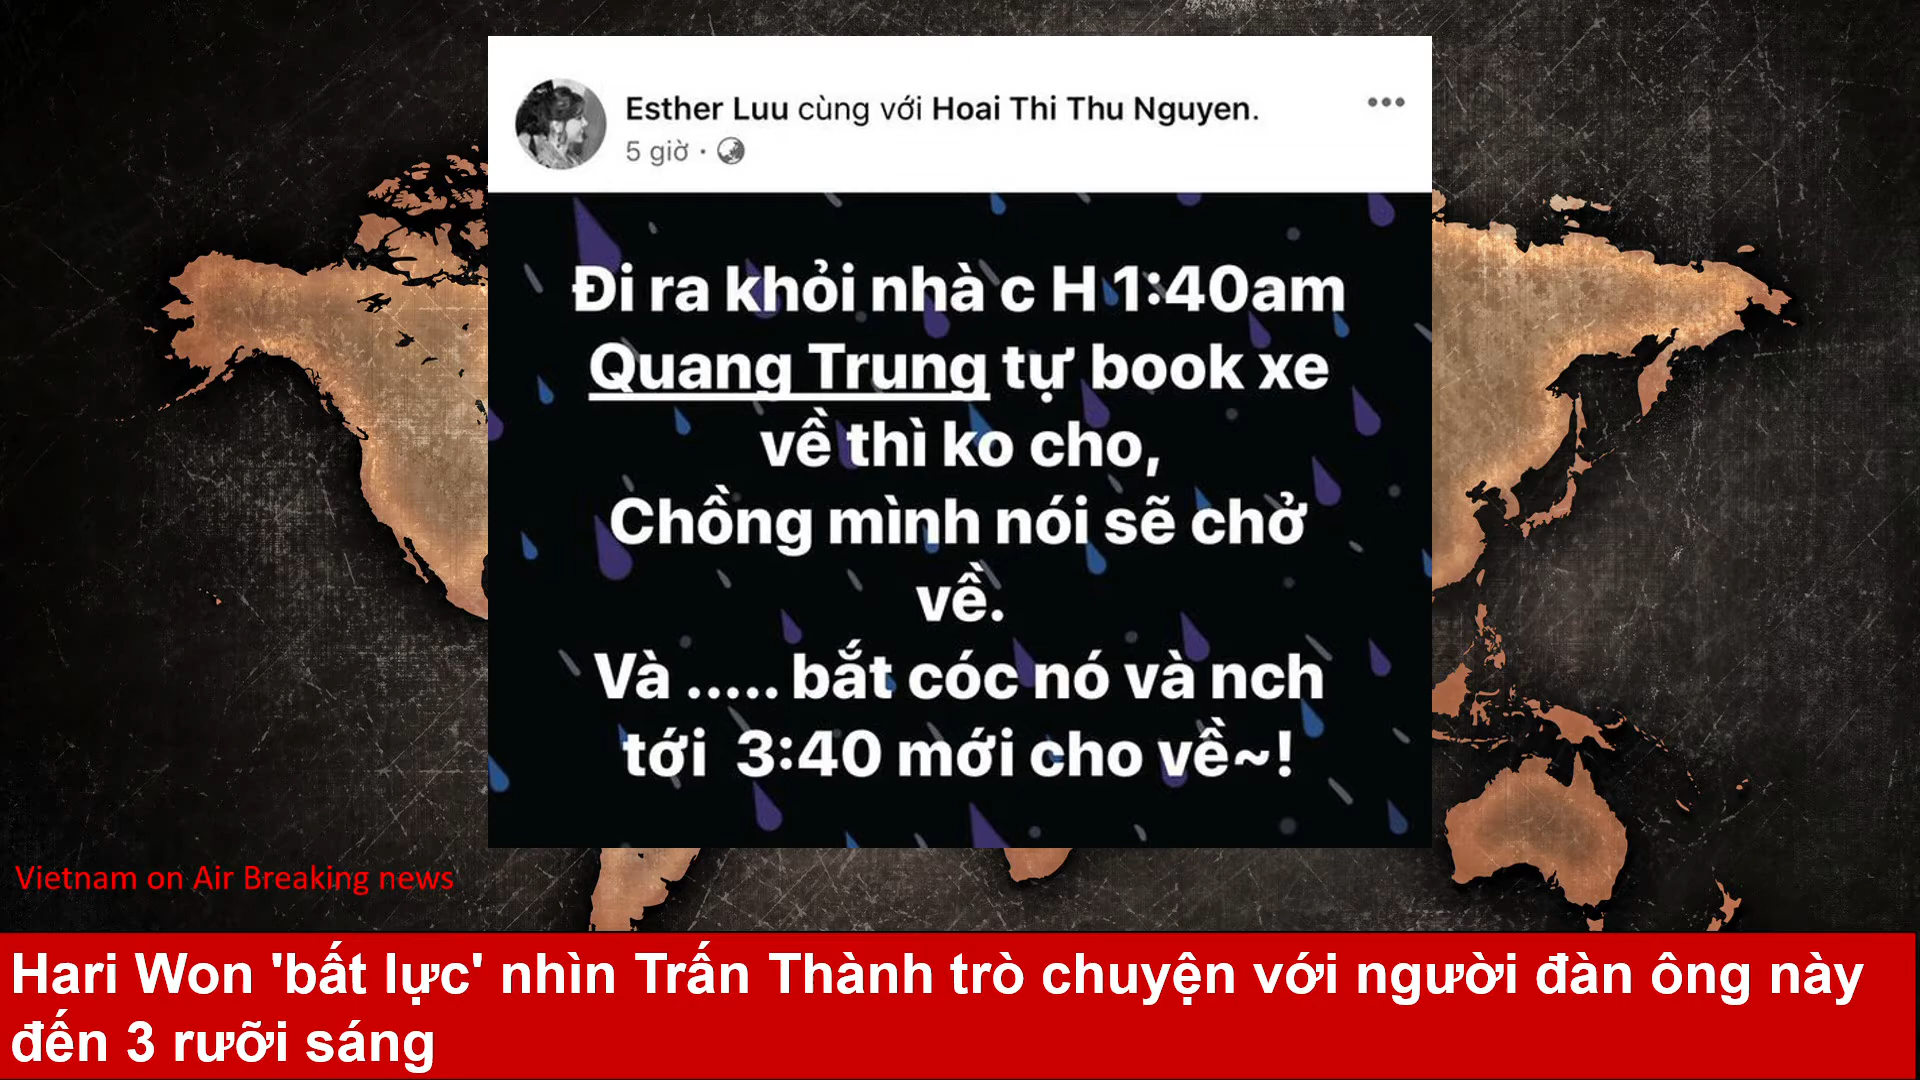 Esther Luu cùng với Hoai Thi Thu Nguyen.
5 giờ ·
Đi ra khỏi nhà c H 1:40am
Quang Trung tự book xe
về thì ko cho,
Chồng mình nói sẽ chở
về.
Và ..... bắt cóc nó và nch
tới 3:40 mới cho về~!
Vietnam on Air Breaking news
Hari Won 'bất lực' nhìn Trấn Thành trò chuyện với người đàn ông này
đến 3 rưỡi sáng